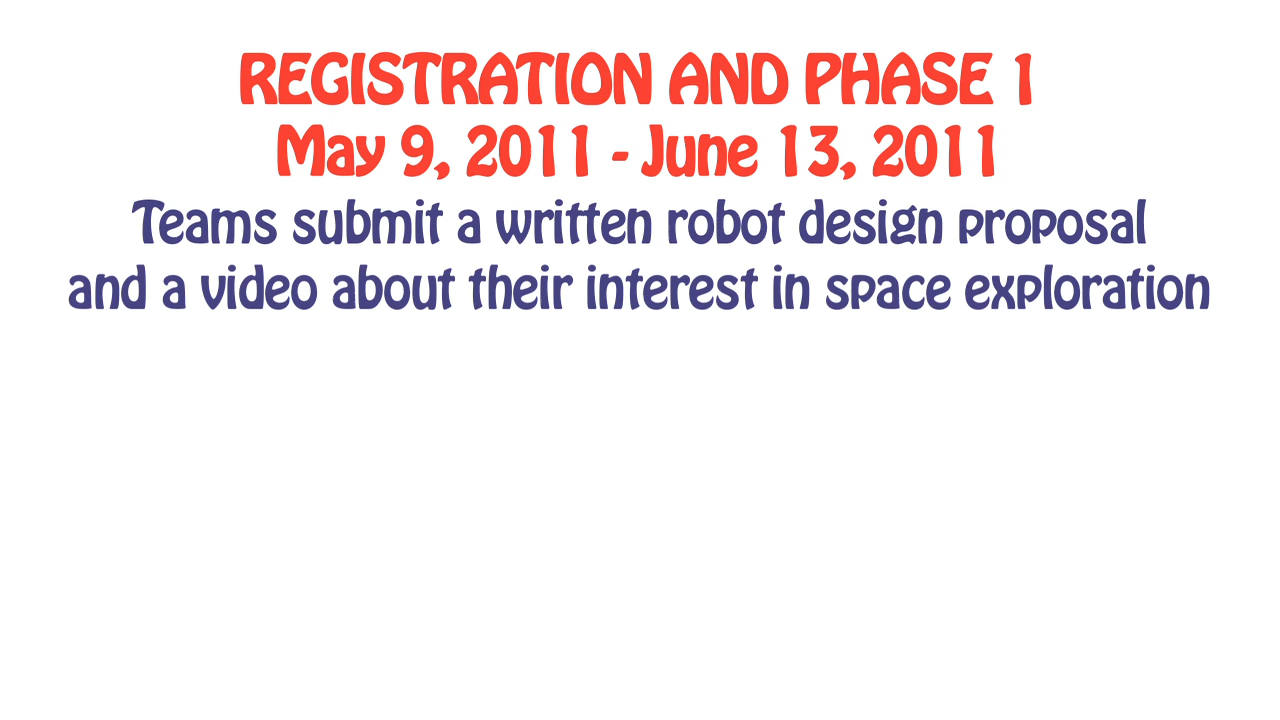 REGISTRATION AND PHASE 1
May 9, 2011 - June 13, 2011
Teams submit a written robot design proposal
and a video about their interest in space exploration